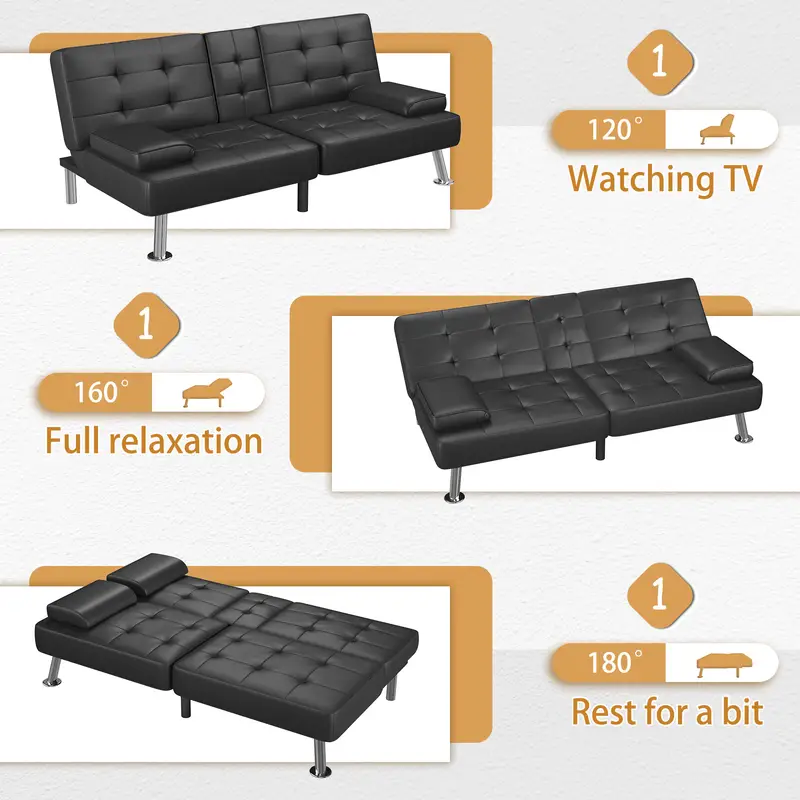 1
120°
Watching TV
1
160°
Full relaxation
1
180°
Rest for a bit